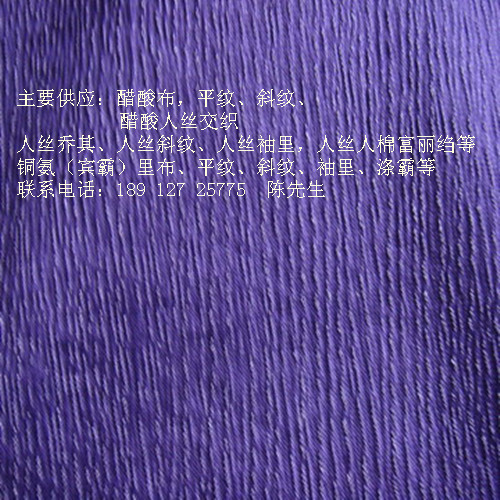 主要供应：醋酸布，平纹、斜纹、
醋酸人丝交织
人丝乔其、人丝斜纹、人丝袖里，人丝人棉富丽绉等
铜氨（宾霸）里布、平纹、斜纹、袖里、涤霸等
联系电话：189 127 25775 陈先生